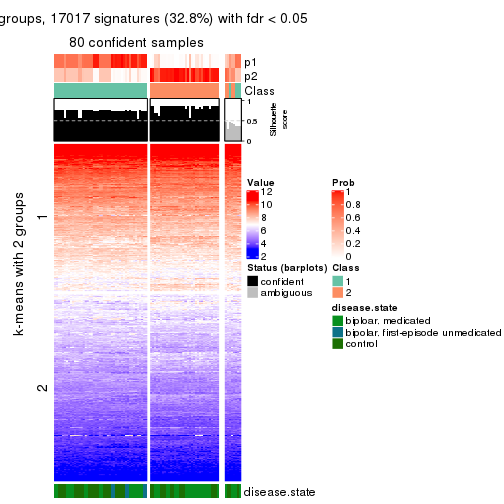 groups, 17017 signatures (32.8%) with fdr < 0.05
80 confident samples
p1
p2
Class
1
0.5
0
Silhouette
score
k-means with 2 groups
1
2
Value
12
10
8
6
4
2
Prob
1
0.8
0.6
0.4
0.2
0
Status (barplots)
confident
ambiguous
Class
1
2
disease.state
biploar. medicated
bipolar. first-episode unmedicated
control
disease.state